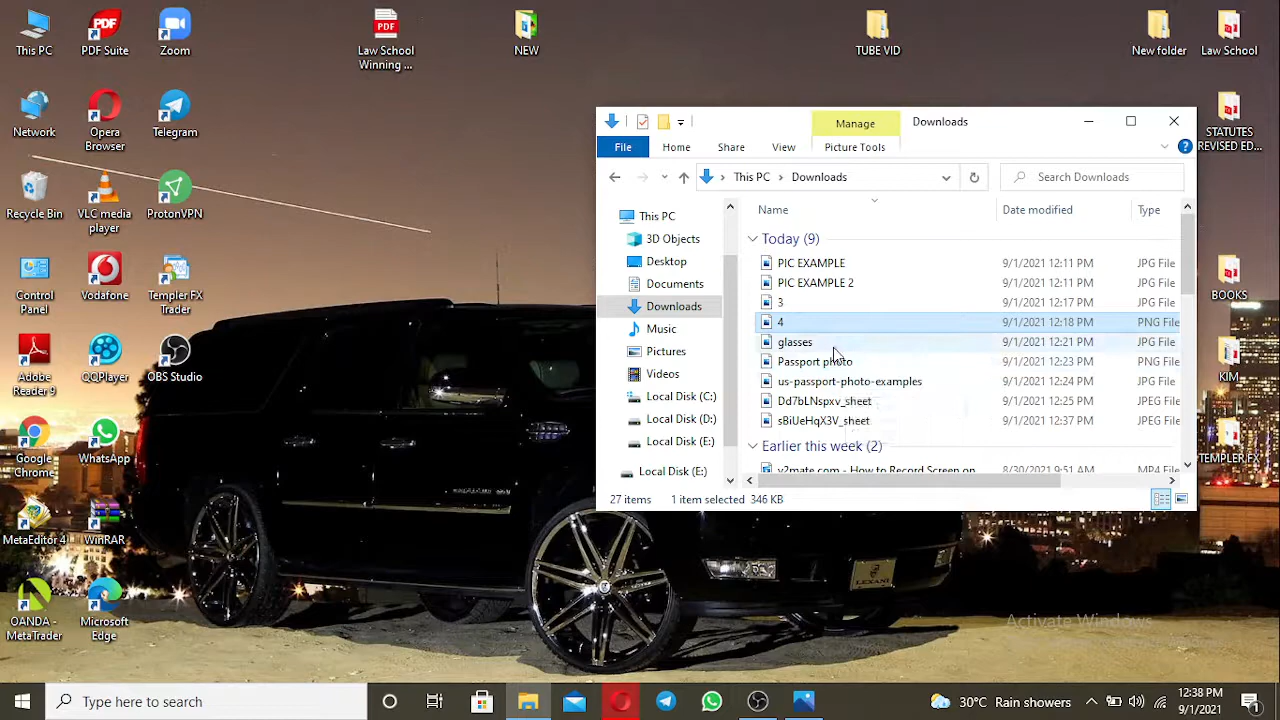 This PC
PDF Suite
Zoom
Law School
Winning ...
NEW
TUBE VID
New folder
Law School
Network
Opera
Browser
Telegram
STATUTES
REVISED ED...
Recycle Bin
VLC media
player
ProtonVPN
Control
Panel
Vodafone
Templer FX
Trader
BOOKS
Adobe
Reader 9
QQPlayer
OBS Studio
KIM
Google
Chrome
WhatsApp
TEMPLER FX
MetaEditor 4
WinRAR
OANDA -
MetaTrader
Microsoft
Edge
Manage
Downloads
File
Home
Share
View
Picture Tools
This PC > Downloads
Search Downloads
This PC
3D Objects
Desktop
Documents
Downloads
Music
Pictures
Videos
Local Disk (C:)
Local Disk (D:)
Local Disk (E:)
Local Disk (E:)
Name Date modified Type
Today (9)
PIC EXAMPLE 9/1/2021 12:11 PM JPG File
PIC EXAMPLE 2 9/1/2021 12:11 PM JPG File
3 9/1/2021 12:17 PM JPG File
4 9/1/2021 12:18 PM PNG File
glasses 9/1/2021 12:21 PM JPG File
Passport photo 9/1/2021 12:23 PM PNG File
us-passport-photo-examples 9/1/2021 12:24 PM JPG File
Dd7bLNspxv_sheet 9/1/2021 12:25 PM JPEG File
sBiUeHqX3V_sheet 9/1/2021 12:37 PM JPEG File
Earlier this week (2)
v2mate.com - How to Record Screen on 8/30/2021 9:51 AM MP4 File
27 items 1 item selected 346 KB
LEXANI
Activate Windows
Type here to search
30°C Rain showers
12:38 PM
9/1/2021
1